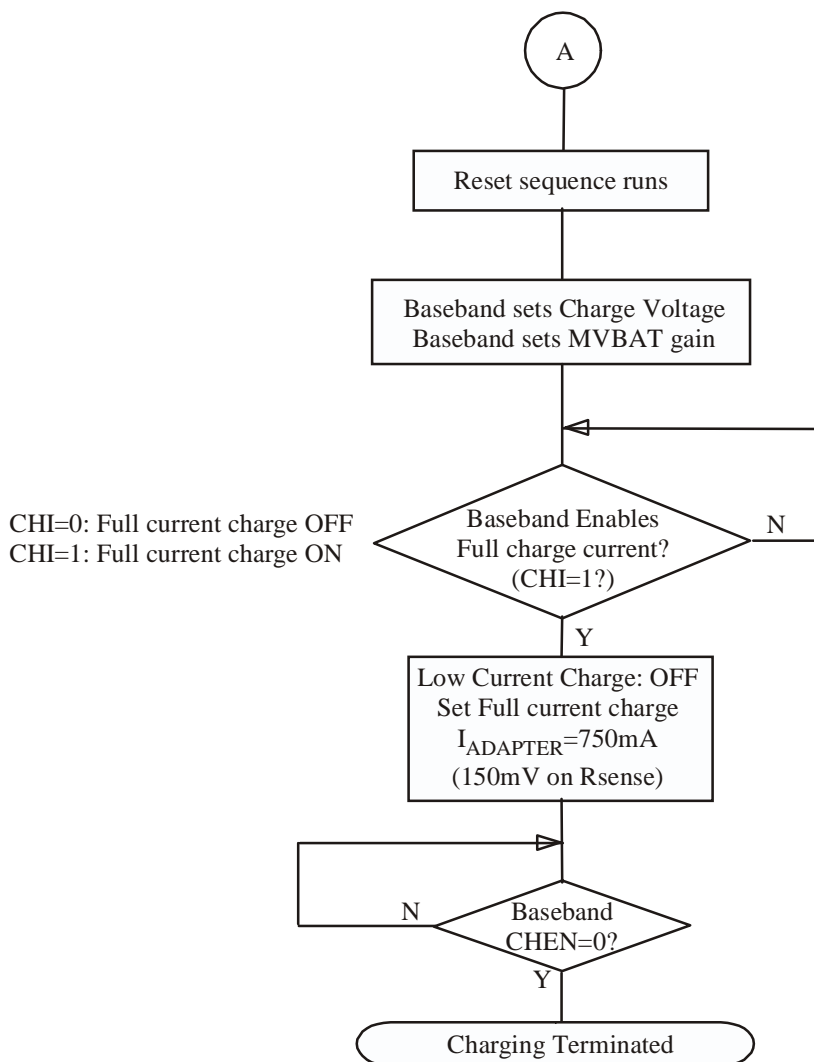 A
Reset sequence runs
Baseband sets Charge Voltage
Baseband sets MVBAT gain
CHI=0: Full current charge OFF
CHI=1: Full current charge ON
Baseband Enables
Full charge current?
(CHI=1?)
N
Y
Low Current Charge: OFF
Set Full current charge
I_ADAPTER=750mA
(150mV on Rsense)
N
Baseband
CHEN=0?
Y
Charging Terminated